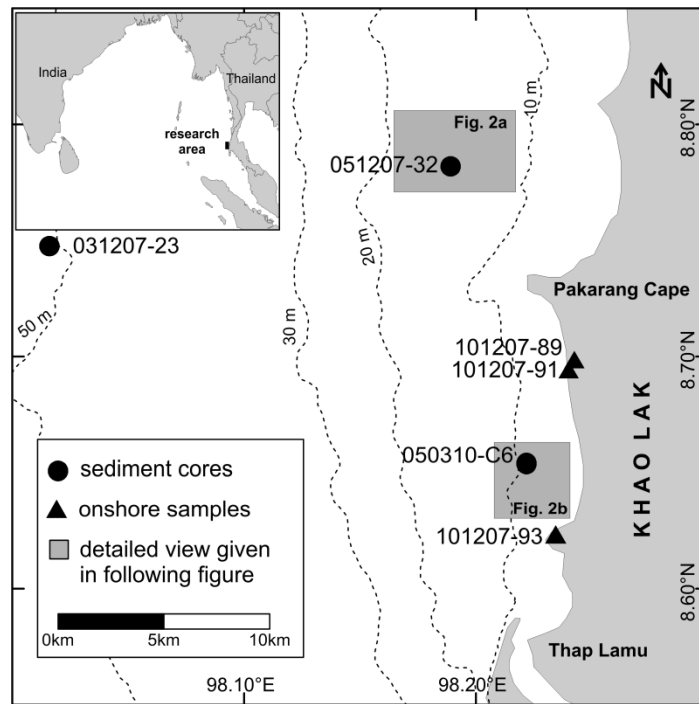 India
Thailand
research
area
N
Fig. 2a
10 m
8.80°N
051207-32
031207-23
20 m
50 m
30 m
Pakarang Cape
101207-89
101207-91
8.70°N
KHAO LAK
050310-C6
Fig. 2b
101207-93
sediment cores
onshore samples
detailed view given
in following figure
0km
5km
10km
8.60°N
Thap Lamu
98.10°E
98.20°E